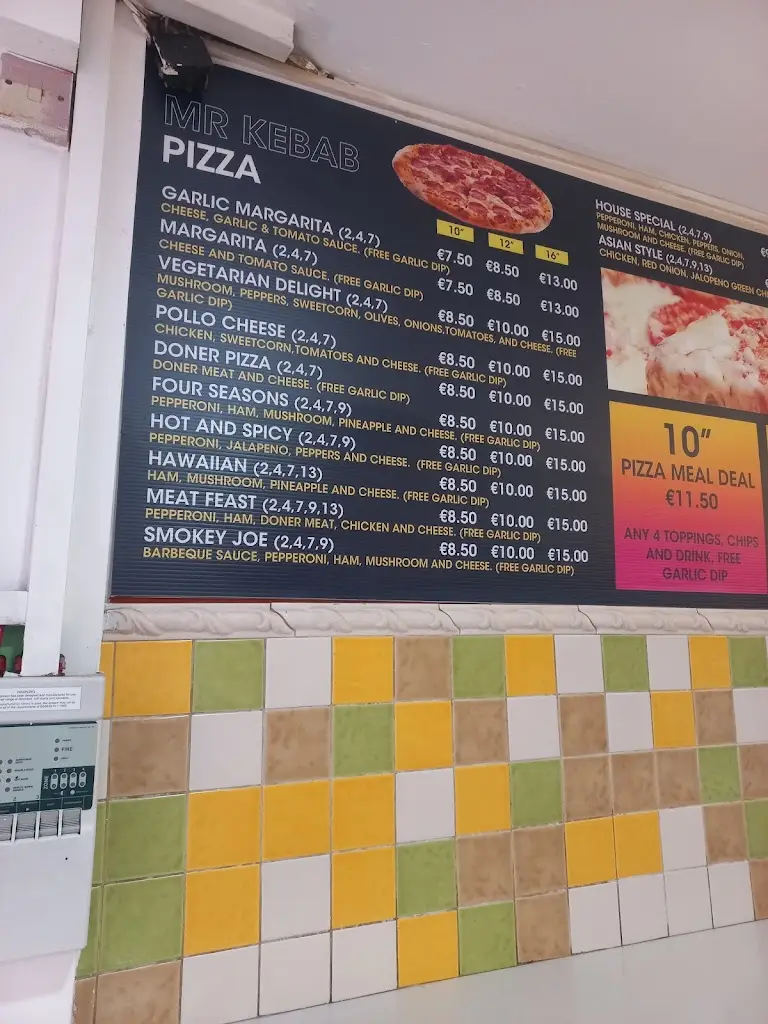 MR KEBAB
PIZZA
10" 12" 16"
GARLIC MARGARITA (2,4,7) €7.50 €8.50 €13.00
CHEESE, GARLIC & TOMATO SAUCE. (FREE GARLIC DIP)
MARGARITA (2,4,7) €7.50 €8.50 €13.00
CHEESE AND TOMATO SAUCE. (FREE GARLIC DIP)
VEGETARIAN DELIGHT (2,4,7) €8.50 €10.00 €15.00
MUSHROOM, PEPPERS, SWEETCORN, OLIVES, ONIONS,TOMATOES, AND CHEESE. (FREE
GARLIC DIP)
POLLO CHEESE (2,4,7) €8.50 €10.00 €15.00
CHICKEN, SWEETCORN,TOMATOES AND CHEESE. (FREE GARLIC DIP)
DONER PIZZA (2,4,7) €8.50 €10.00 €15.00
DONER MEAT AND CHEESE. (FREE GARLIC DIP)
FOUR SEASONS (2,4,7,9) €8.50 €10.00 €15.00
PEPPERONI, HAM, MUSHROOM, PINEAPPLE AND CHEESE. (FREE GARLIC DIP)
HOT AND SPICY (2,4,7,9) €8.50 €10.00 €15.00
PEPPERONI, JALAPENO, PEPPERS AND CHEESE. (FREE GARLIC DIP)
HAWAIIAN (2,4,7,13) €8.50 €10.00 €15.00
HAM, MUSHROOM, PINEAPPLE AND CHEESE. (FREE GARLIC DIP)
MEAT FEAST (2,4,7,9,13) €8.50 €10.00 €15.00
PEPPERONI, HAM, DONER MEAT, CHICKEN AND CHEESE. (FREE GARLIC DIP)
SMOKEY JOE (2,4,7,9) €8.50 €10.00 €15.00
BARBEQUE SAUCE, PEPPERONI, HAM, MUSHROOM AND CHEESE. (FREE GARLIC DIP)
HOUSE SPECIAL (2,4,7,9)
PEPPERONI, HAM, CHICKEN, PEPPERS, ONION,
MUSHROOM AND CHEESE. (FREE GARLIC DIP)
ASIAN STYLE (2,4,7,9,13)
CHICKEN, RED ONION, JALOPENO GREEN
10"
PIZZA MEAL DEAL
€11.50
ANY 4 TOPPINGS, CHIPS
AND DRINK. FREE
GARLIC DIP
FIRE
ZONE